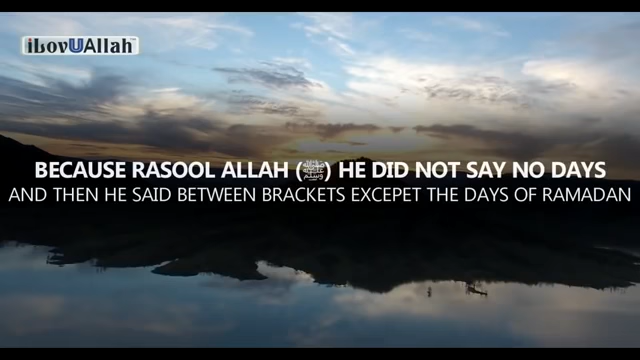 iLovUAllah
BECAUSE RASOOL ALLAH (ﷺ) HE DID NOT SAY NO DAYS
AND THEN HE SAID BETWEEN BRACKETS EXCEPET THE DAYS OF RAMADAN